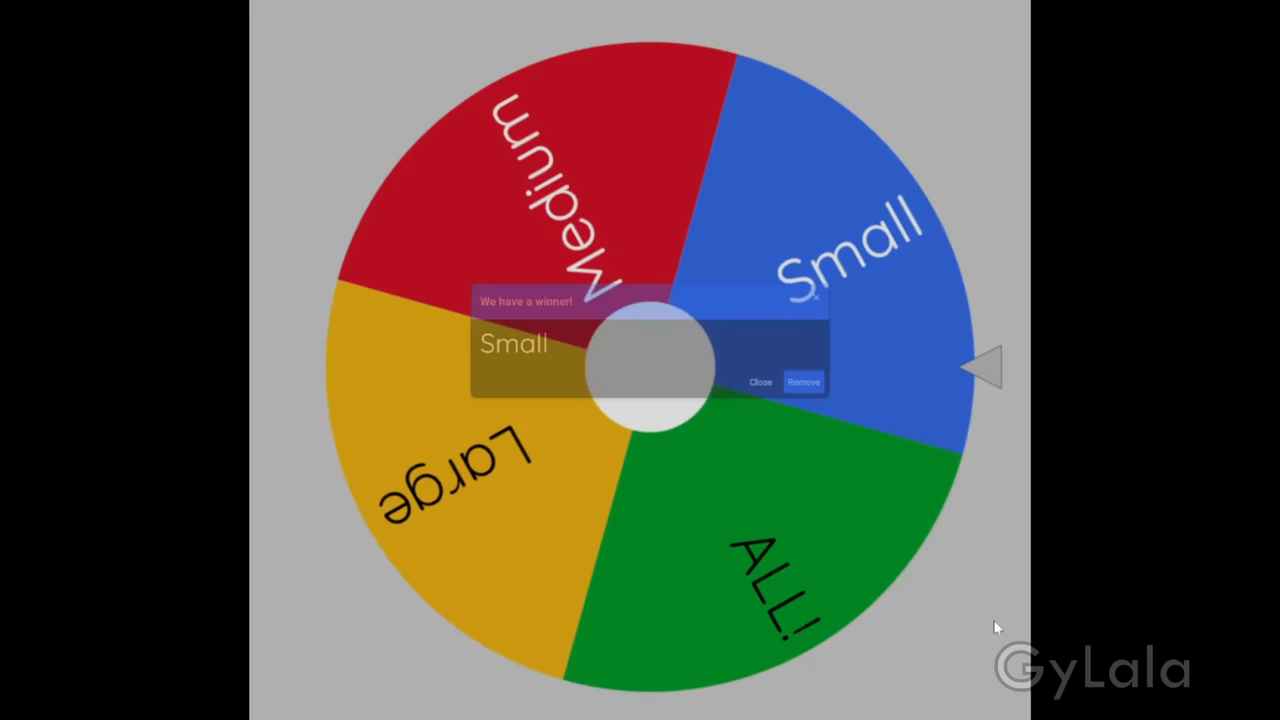 Medium
Small
We have a winner!
×
Small
Close
Remove
Large
ALL!
GyLala